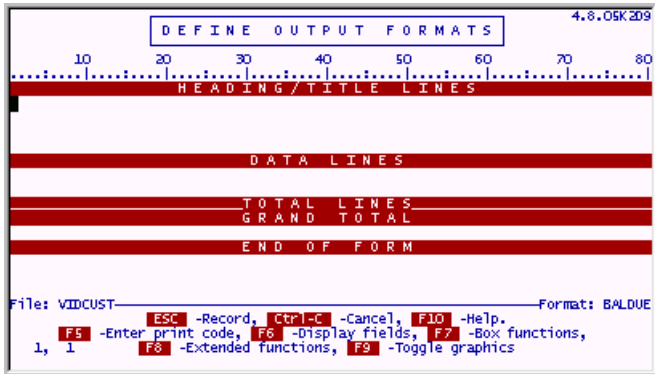 4.8.05K2D9
DEFINE OUTPUT FORMATS
10 20 30 40 50 60 70 80
HEADING/TITLE LINES
DATA LINES
TOTAL LINES
GRAND TOTAL
END OF FORM
File: VIDCUST Format: BALDUE
ESC -Record, Ctrl-C -Cancel, F10 -Help.
F5 -Enter print code, F6 -Display fields, F7 -Box functions,
1, 1 F8 -Extended functions, F9 -Toggle graphics